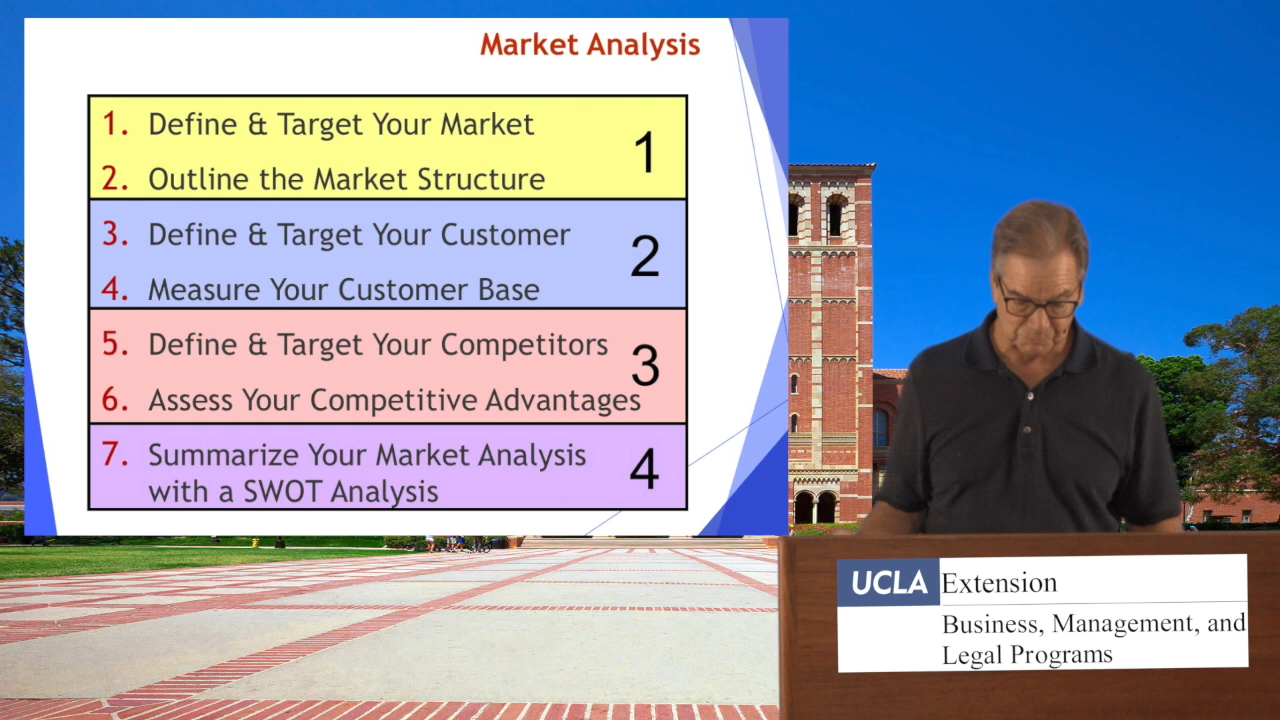 Market Analysis
1. Define & Target Your Market
2. Outline the Market Structure
1
3. Define & Target Your Customer
4. Measure Your Customer Base
2
5. Define & Target Your Competitors
6. Assess Your Competitive Advantages
3
7. Summarize Your Market Analysis
with a SWOT Analysis
4
UCLA Extension
Business, Management, and
Legal Programs